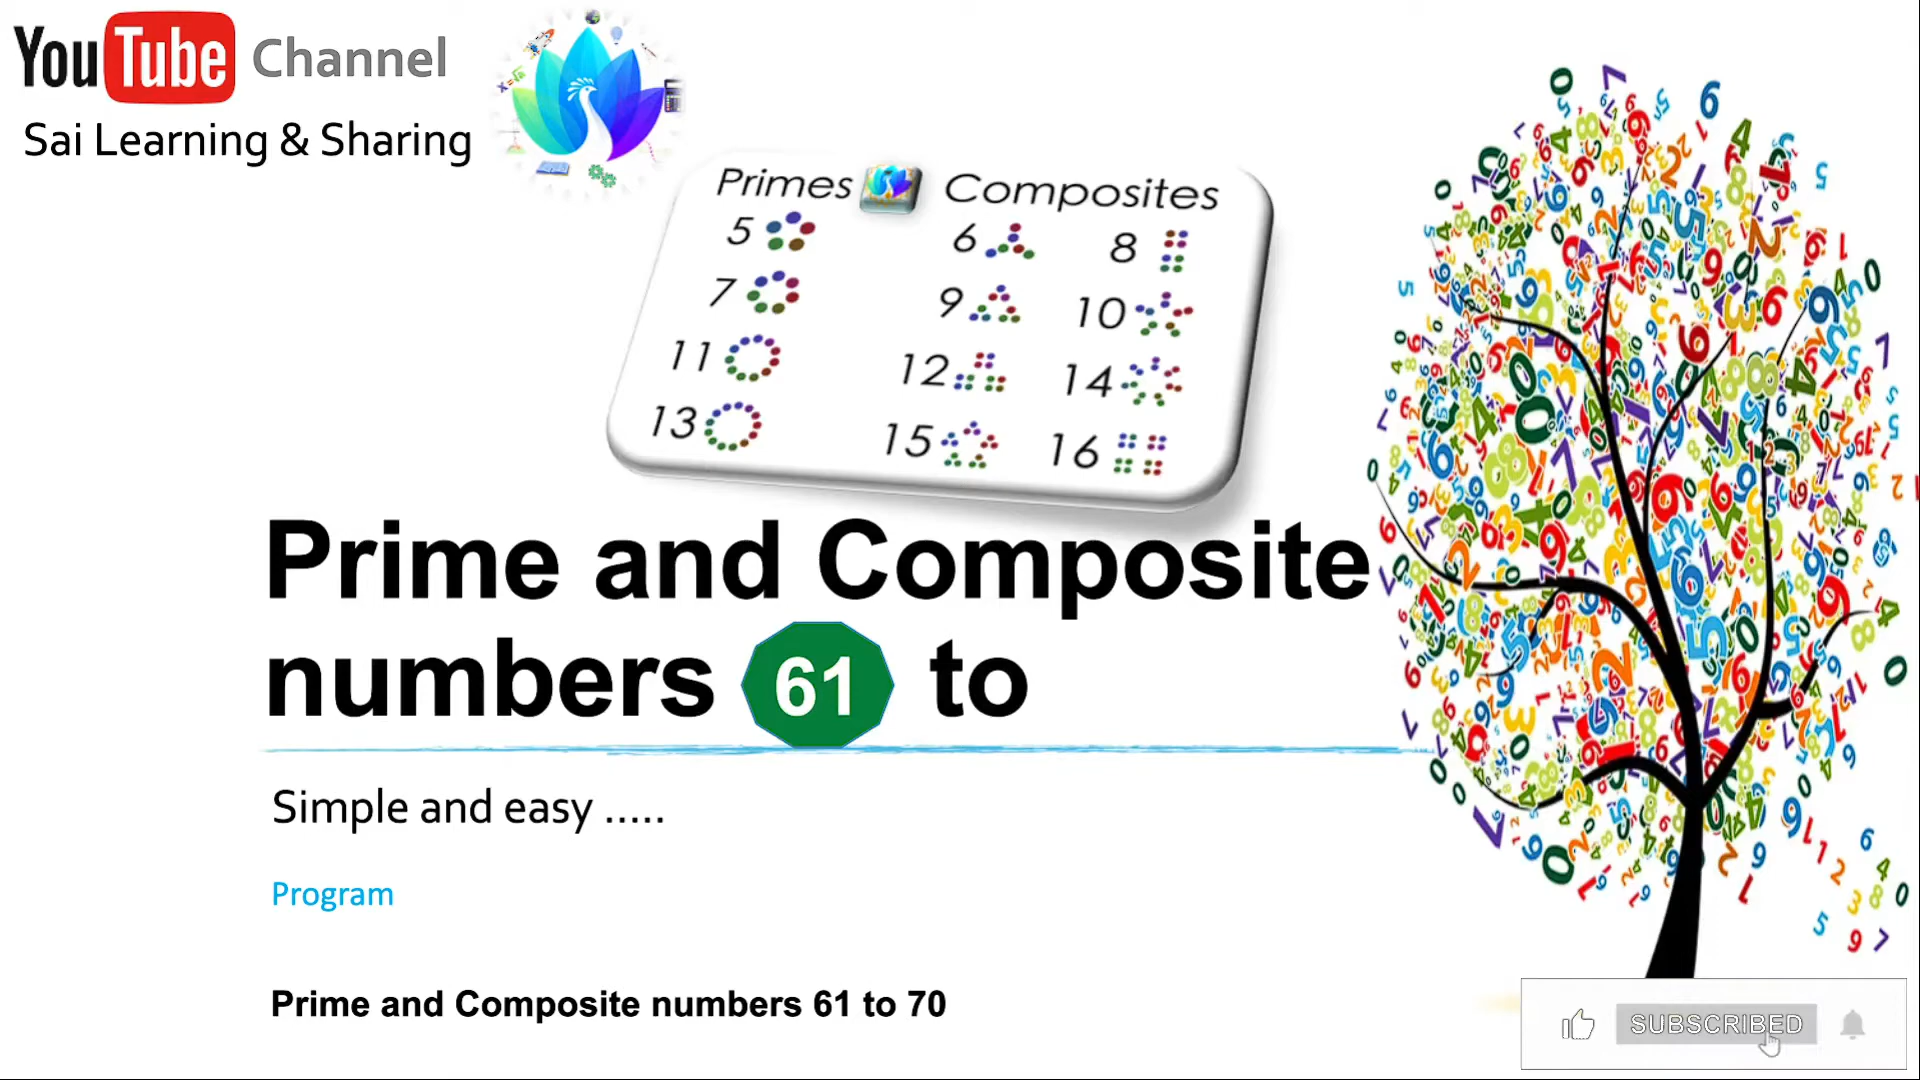 YouTube Channel
Sai Learning & Sharing
Primes Composites
5 6 8
7 9 10
11 12 14
13 15 16
Prime and Composite
numbers 61 to
Simple and easy .....
Program
Prime and Composite numbers 61 to 70
SUBSCRIBED